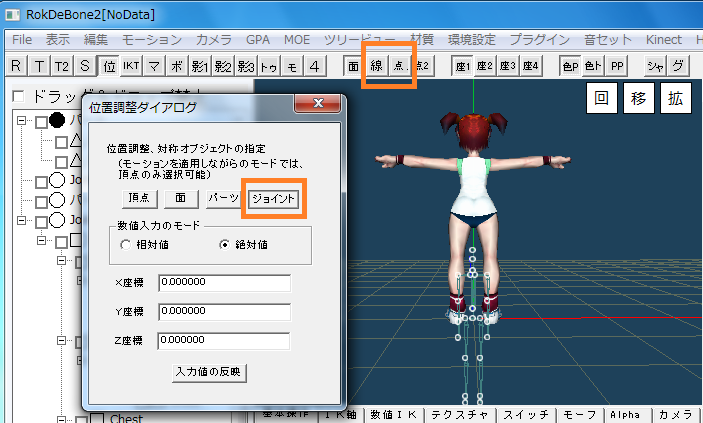 RokDeBone2[NoData]
File 表示 編集 モーション カメラ GPA MOE ツリービュー 材質 環境設定 プラグイン 音セット Kinect H
R T T2 S 位 IKT マ ボ 影1 影2 影3 トゥ モ 4 面 線 点 点2 座1 座2 座3 座4 色P 色ト PP シャ グ
ドラッグ
位置調整ダイアログ
回 移 拡
位置調整、対称オブジェクトの指定
(モーションを適用しながらのモードでは、
頂点のみ選択可能)
頂点 面 パーツ ジョイント
数値入力のモード
相対値 絶対値
X座標 0.000000
Y座標 0.000000
Z座標 0.000000
入力値の反映
パ
Jo
パ
Jo
Chest
基本操作 IK軸 数値IK テクスチャ スイッチ モーフ Alpha カメラ